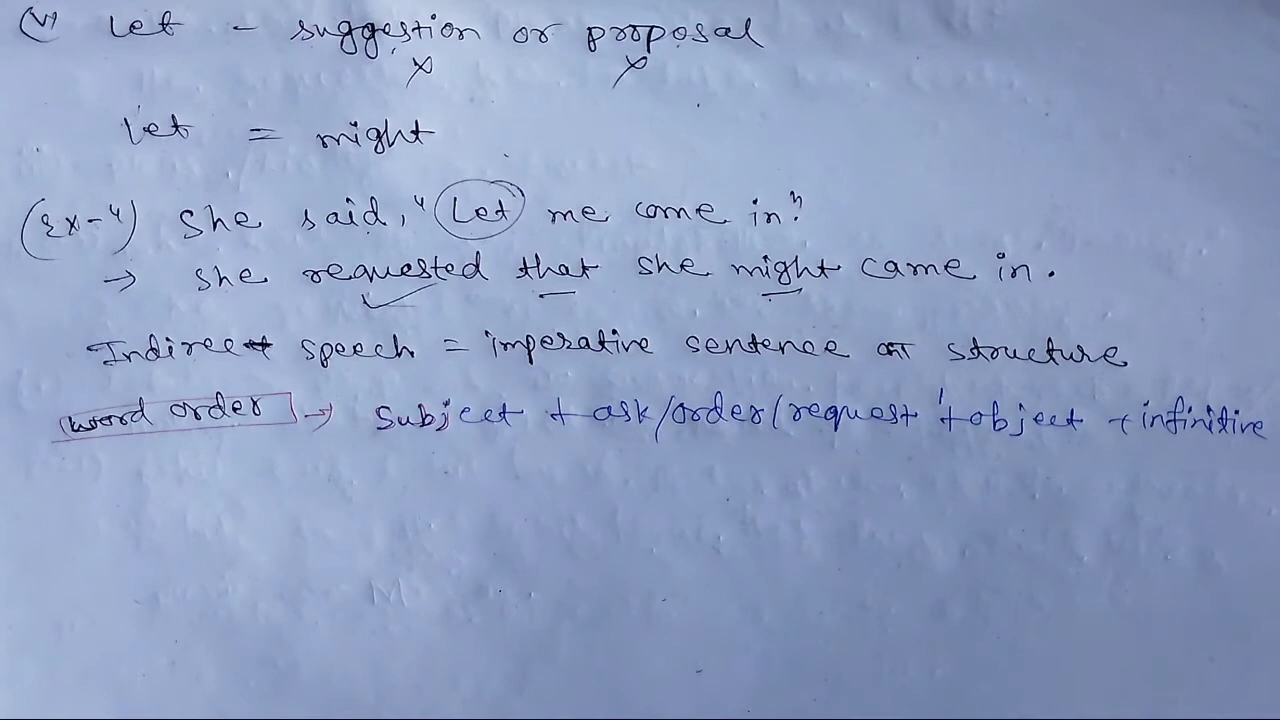 (v) Let - suggestion or proposal
x x
Let = might
(Ex-4) She said, "Let me come in"
→ she requested that she might came in.
Indirect speech = imperative sentence structure
word order → Subject + ask/order/request + object + infinitive